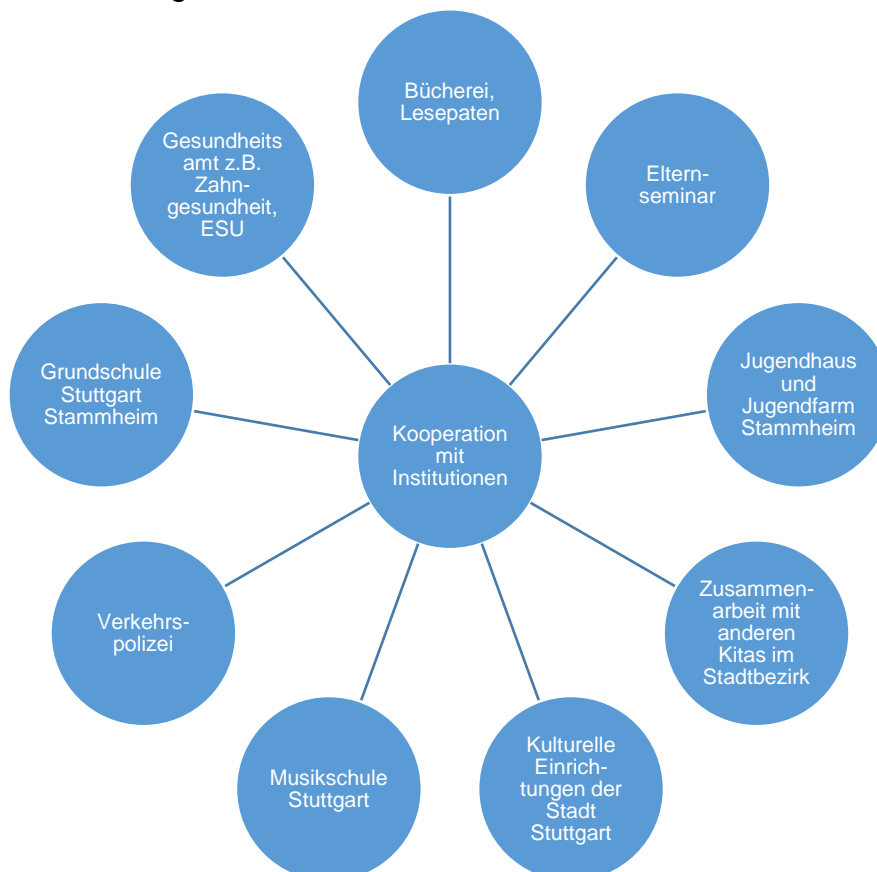 Bücherei,
Lesepaten
Eltern-
seminar
Jugendhaus
und
Jugendfarm
Stammheim
Zusammen-
arbeit mit
anderen
Kitas im
Stadtbezirk
Kulturelle
Einrich-
tungen der
Stadt
Stuttgart
Musikschule
Stuttgart
Verkehrs-
polizei
Grundschule
Stuttgart
Stammheim
Gesundheits
amt z.B.
Zahn-
gesundheit,
ESU
Kooperation
mit
Institutionen